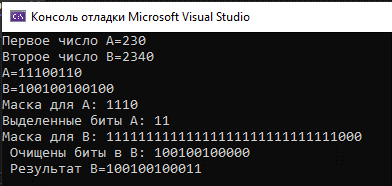 Консоль отладки Microsoft Visual Studio
Первое число A=230
Второе число B=2340
A=11100110
B=100100100100
Маска для A: 1110
Выделенные биты A: 11
Маска для B: 11111111111111111111111111111000
Очищены биты в B: 100100100000
Результат B=100100100011